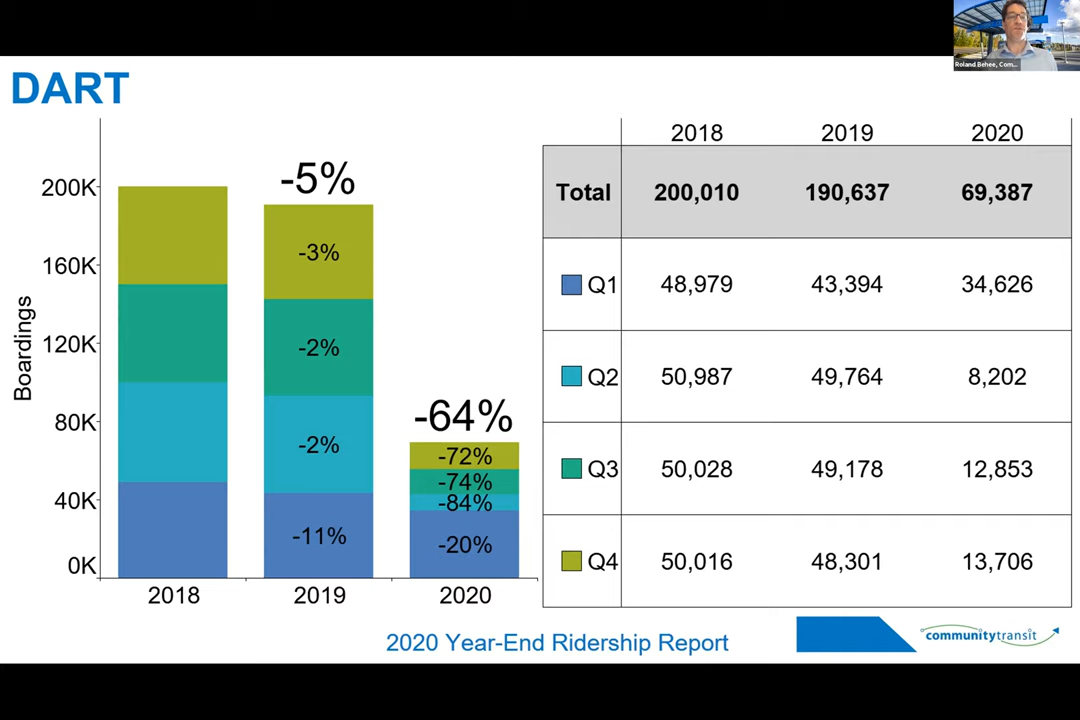 Roland Behee, Com...
DART
200K
160K
120K
80K
40K
0K
Boardings
-5%
-3%
-2%
-2%
-11%
-64%
-72%
-74%
-84%
-20%
2018 2019 2020
2018 2019 2020
Total 200,010 190,637 69,387
Q1 48,979 43,394 34,626
Q2 50,987 49,764 8,202
Q3 50,028 49,178 12,853
Q4 50,016 48,301 13,706
2020 Year-End Ridership Report
communitytransit